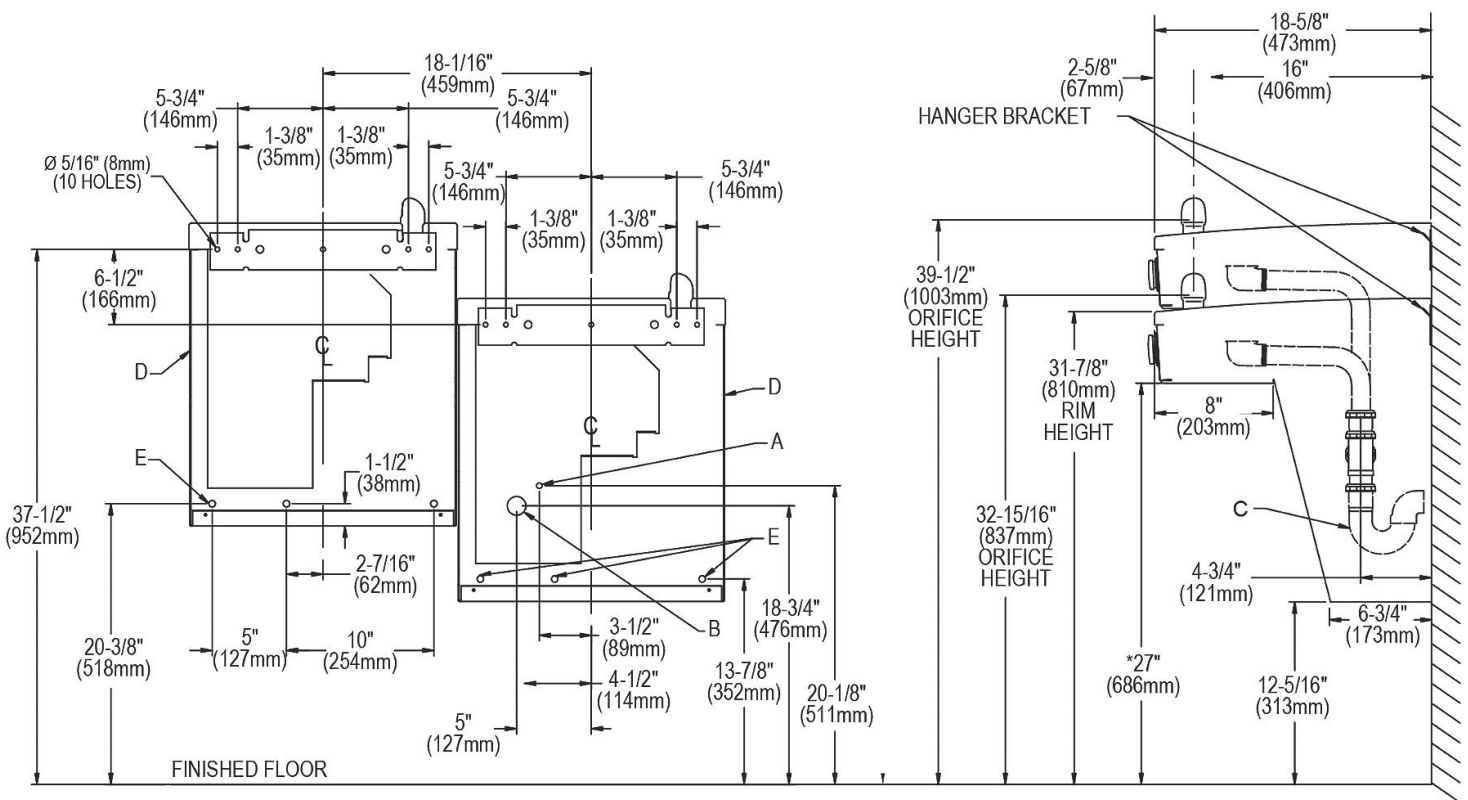 18-1/16"
(459mm)
5-3/4"
(146mm)
5-3/4"
(146mm)
1-3/8"
(35mm)
1-3/8"
(35mm)
Ø 5/16" (8mm)
(10 HOLES)
5-3/4"
(146mm)
5-3/4"
(146mm)
1-3/8"
(35mm)
1-3/8"
(35mm)
6-1/2"
(166mm)
CL
D
D
CL
A
E
1-1/2"
(38mm)
37-1/2"
(952mm)
E
2-7/16"
(62mm)
18-3/4"
(476mm)
B
3-1/2"
(89mm)
20-3/8"
(518mm)
5"
(127mm)
10"
(254mm)
13-7/8"
(352mm)
4-1/2"
(114mm)
20-1/8"
(511mm)
5"
(127mm)
FINISHED FLOOR
18-5/8"
(473mm)
2-5/8"
(67mm)
16"
(406mm)
HANGER BRACKET
39-1/2"
(1003mm)
ORIFICE
HEIGHT
31-7/8"
(810mm)
RIM
HEIGHT
8"
(203mm)
32-15/16"
(837mm)
ORIFICE
HEIGHT
C
4-3/4"
(121mm)
6-3/4"
(173mm)
*27"
(686mm)
12-5/16"
(313mm)